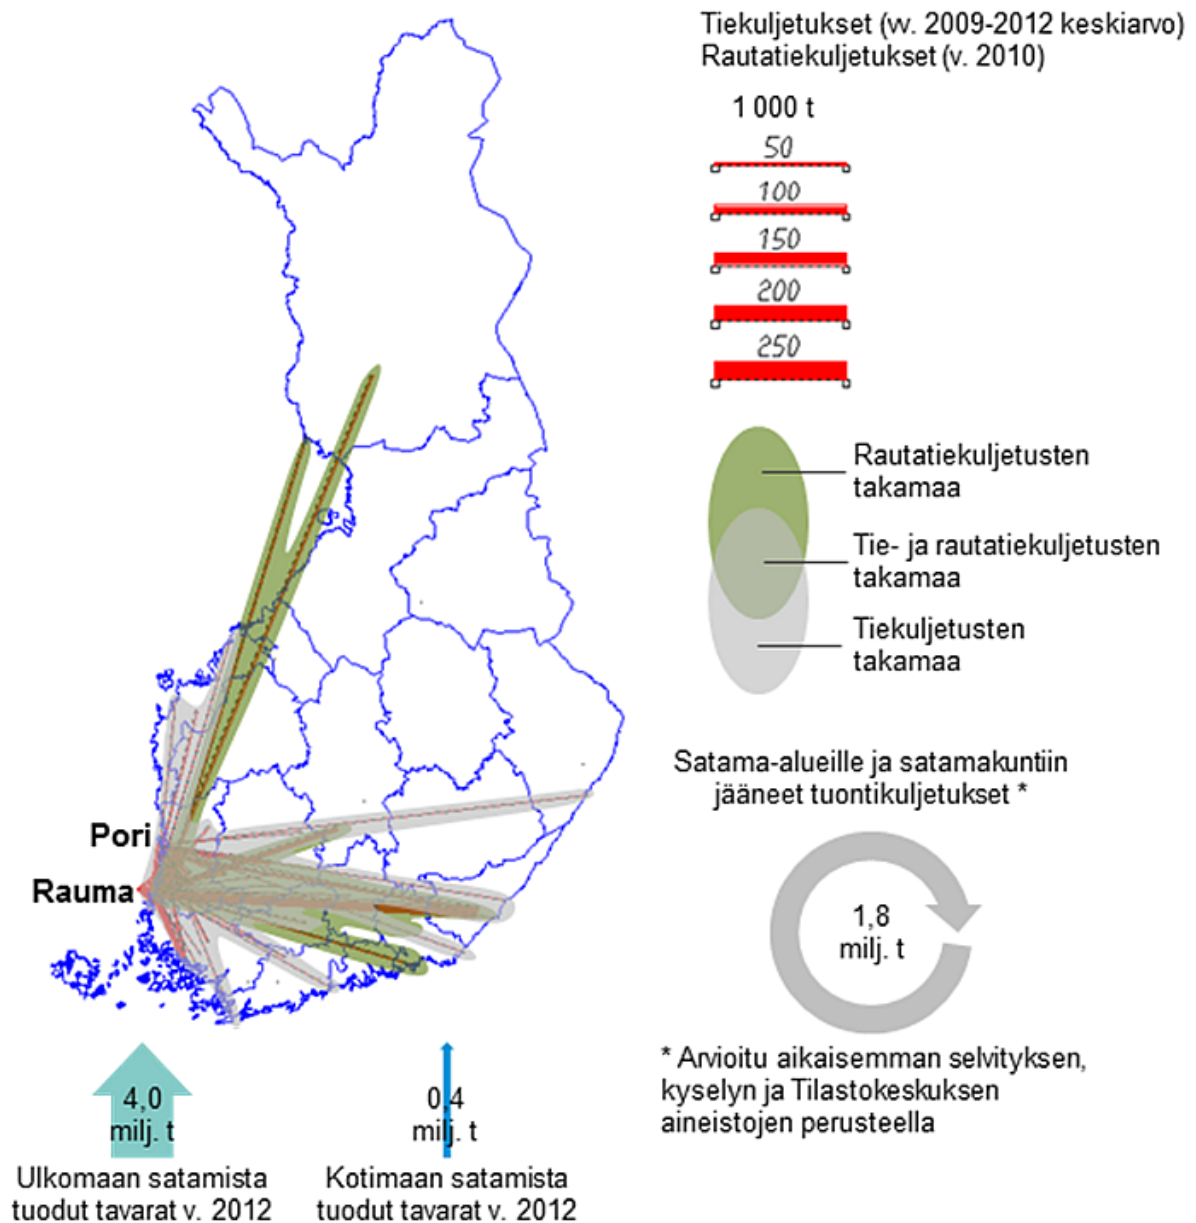 Tiekuljetukset (vv. 2009-2012 keskiarvo)
Rautatiekuljetukset (v. 2010)
1 000 t
50
100
150
200
250
Rautatiekuljetusten
takamaa
Tie- ja rautatiekuljetusten
takamaa
Tiekuljetusten
takamaa
Satama-alueille ja satamakuntiin
jääneet tuontikuljetukset *
1,8
milj. t
* Arvioitu aikaisemman selvityksen,
kyselyn ja Tilastokeskuksen
aineistojen perusteella
Pori
Rauma
4,0
milj. t
Ulkomaan satamista
tuodut tavarat v. 2012
0,4
milj. t
Kotimaan satamista
tuodut tavarat v. 2012